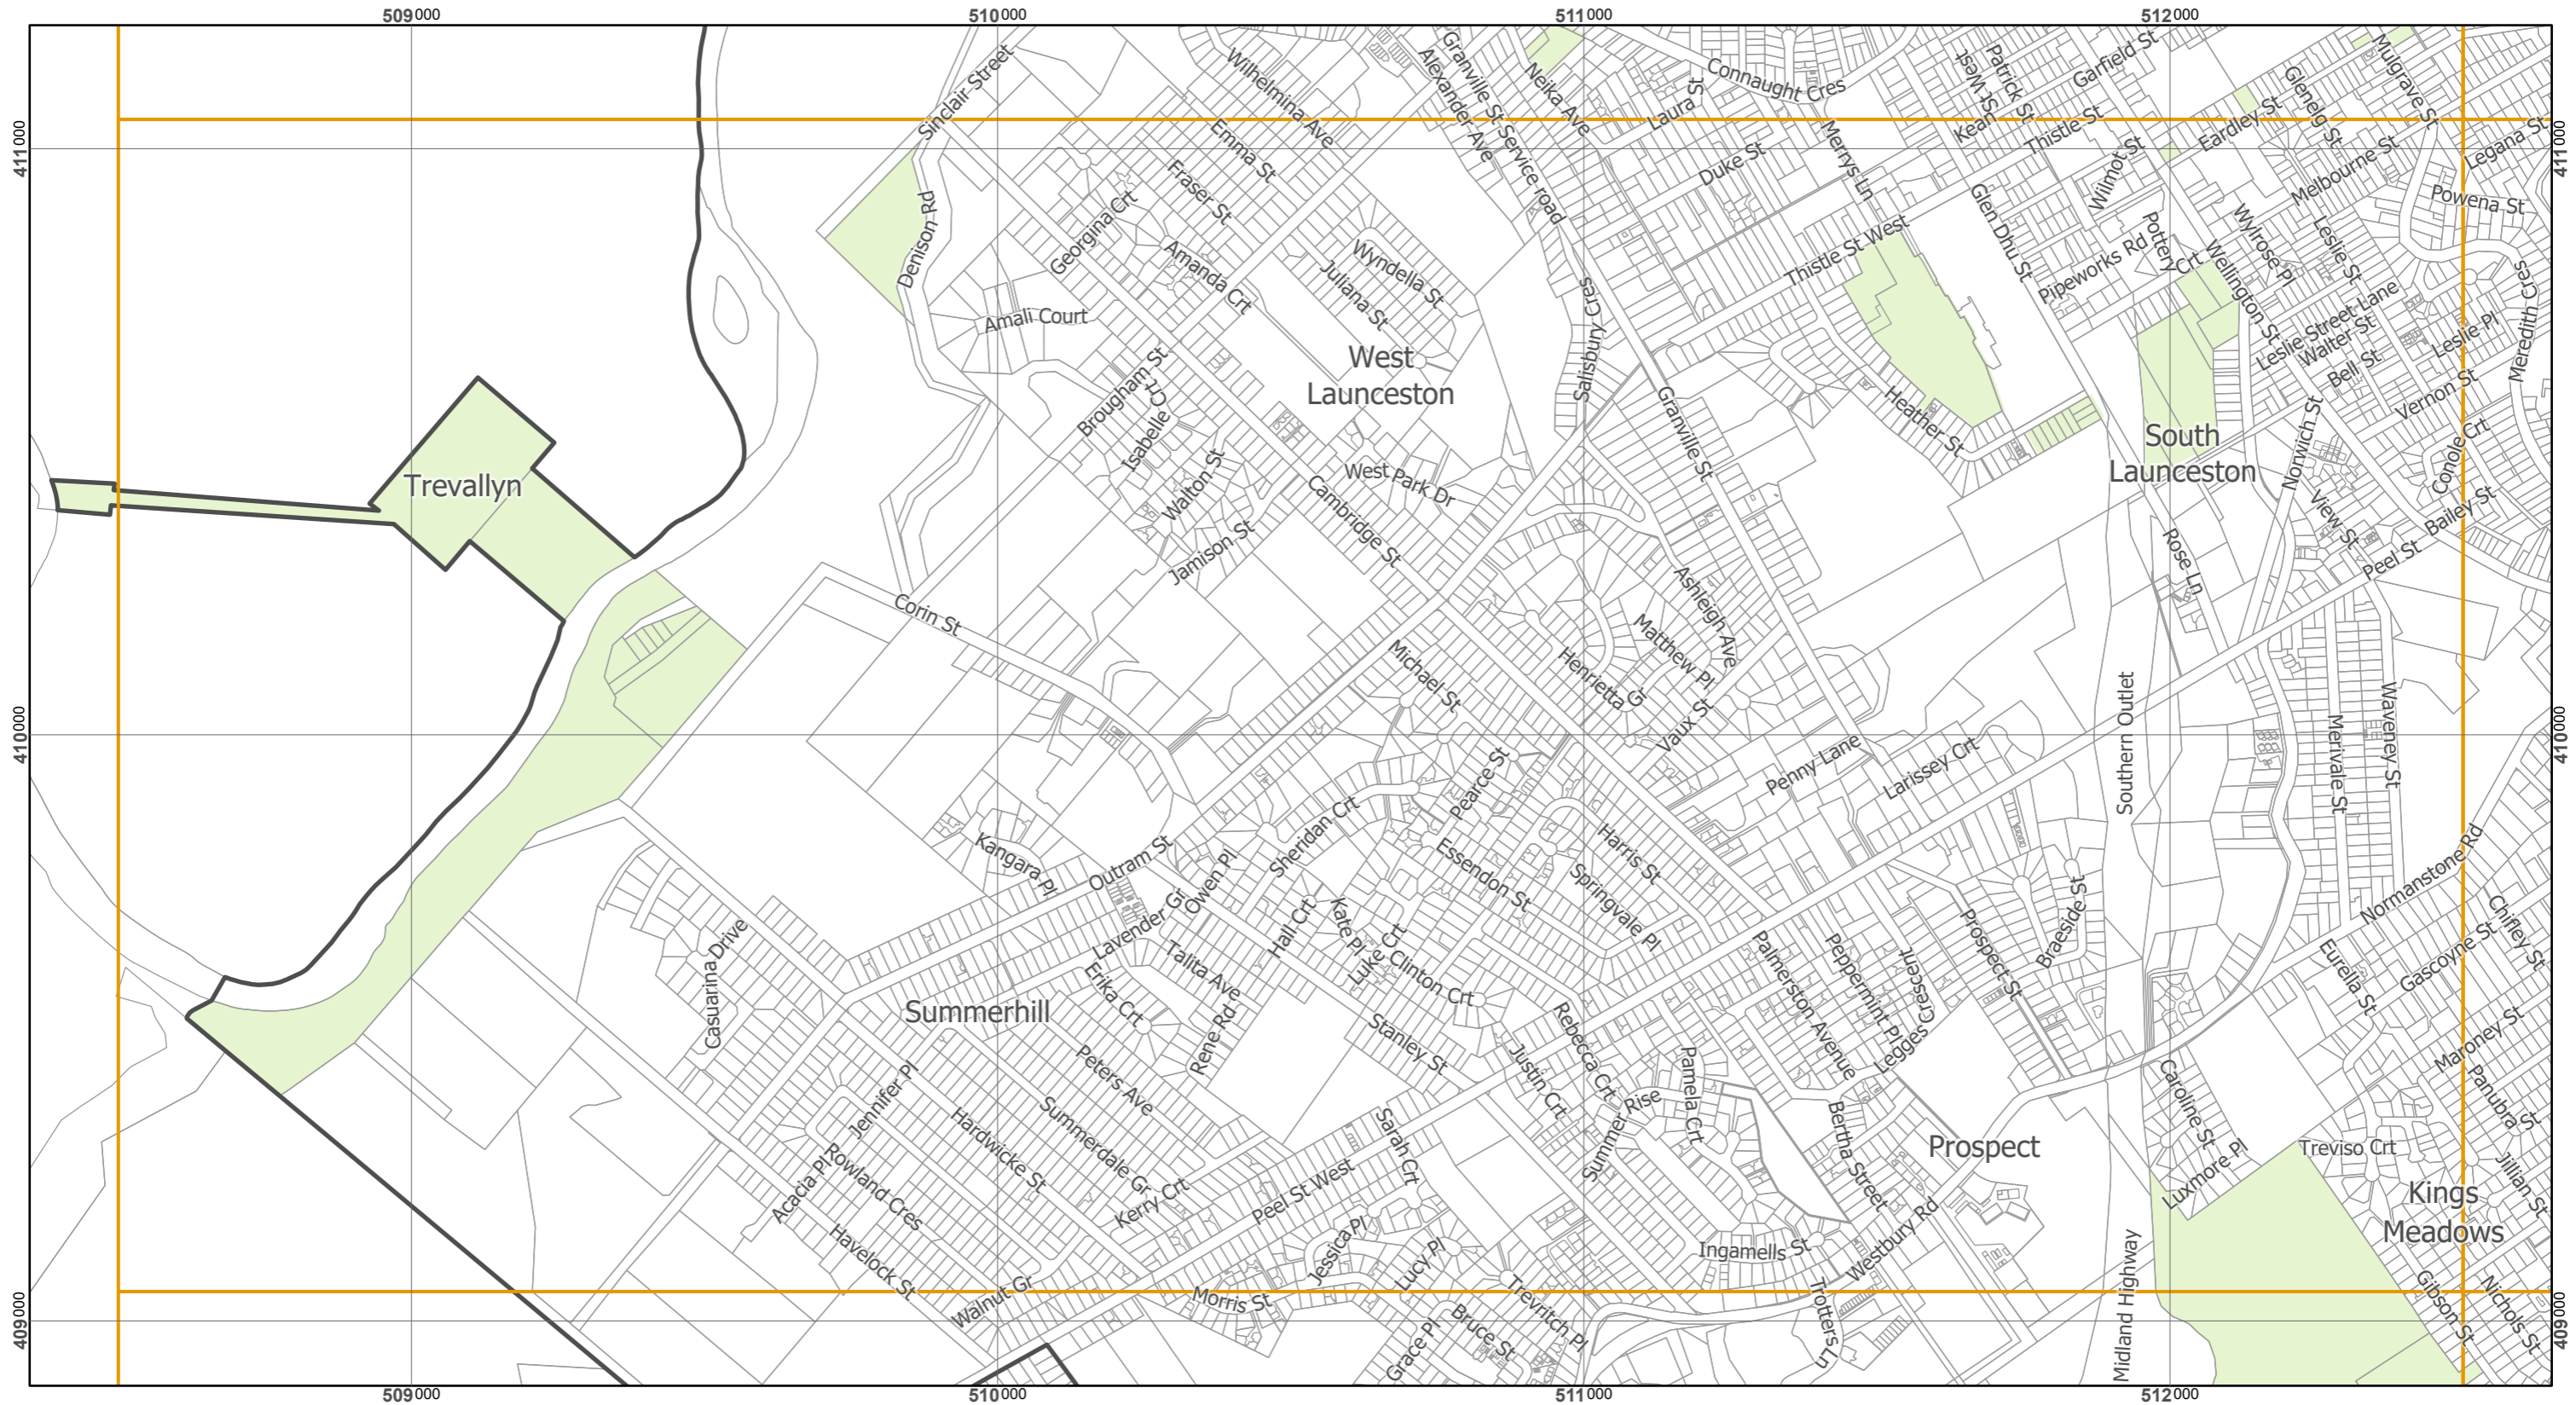 509000 510000 511000 512000
Sinclair Street
Wilhelmina Ave
Alexander Ave
Granville St Service road
Neika Ave
Connaught Cres
Laura St
St West
Patrick St
Garfield St
Mulgrave St
Glenelg St
411000
411000
Emma St
Fraser St
Duke St
Merrys Ln
Kean
Thistle St
Eardley St
Legana St
Wilmot St
Melbourne St
Denison Rd
Georgina Crt
Amanda Crt
Wyndella St
Juliana St
Thistle St West
Glen Dhu St
Pottery Crt
Pipeworks Rd
Wellington St
Wylrose Pl
Leslie St
Powena St
Meredith Cres
Amali Court
West
Launceston
Salisbury Cres
Leslie Street Lane
Walter St
Leslie Pl
Bell St
Vernon St
Brougham St
Isabelle Crt
Granville St
Heather St
South
Launceston
Norwich St
Conole Crt
Trevallyn
Walton St
West Park Dr
Cambridge St
View St
Bailey St
Jamison St
Rose Ln
Peel St
Corin St
Ashleigh Ave
Matthew Pl
Michael St
Henrietta Gr
Vaux St
Southern Outlet
Waveney St
Merivale St
410000
410000
Pearce St
Penny Lane
Larissey Crt
Kangara Pl
Outram St
Owen Pl
Sheridan Crt
Essendon St
Harris St
Springvale Pl
Normanstone Rd
Braeside St
Casuarina Drive
Lavender Gr
Hall Crt
Kate Pl
Luke Crt
Clinton Crt
Talita Ave
Erika Crt
Palmerston Avenue
Peppermint Pl
Legges Crescent
Prospect St
Eurella St
Gascoyne St
Chifley St
Summerhill
Rene Rd
Stanley St
Rebecca Crt
Justin Crt
Maroney St
Panubra St
Jennifer Pl
Peters Ave
Summerdale Gr
Hardwicke St
Summer Rise
Pamela Crt
Bertha Street
Caroline St
Acacia Pl
Rowland Cres
Kerry Crt
Peel St West
Sarah Crt
Prospect
Luxmore Pl
Treviso Crt
Jillian St
Kings
Meadows
Havelock St
Jessica Pl
Lucy Pl
Ingamells St
Westbury Rd
Midland Highway
Walnut Gr
Morris St
Trevritch Pl
Trotters Ln
Gibson St
Nichols St
409000
409000
Bruce St
Grace Pl
509000 510000 511000 512000